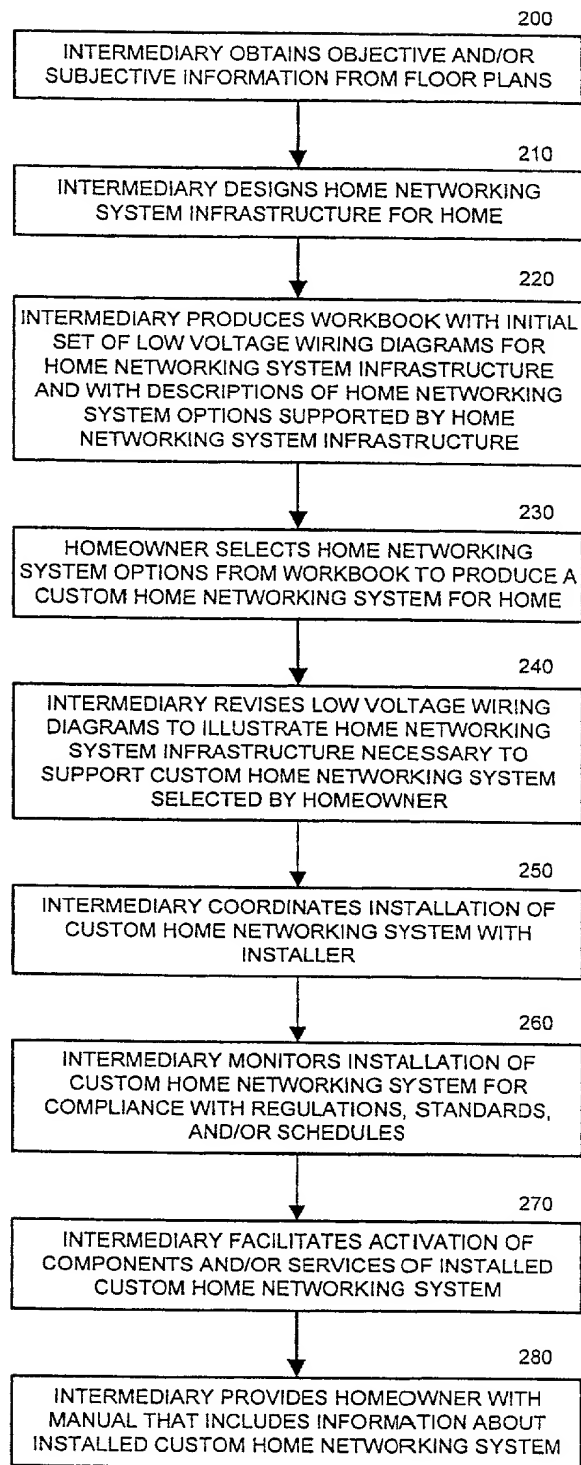 200
INTERMEDIARY OBTAINS OBJECTIVE AND/OR
SUBJECTIVE INFORMATION FROM FLOOR PLANS
210
INTERMEDIARY DESIGNS HOME NETWORKING
SYSTEM INFRASTRUCTURE FOR HOME
220
INTERMEDIARY PRODUCES WORKBOOK WITH INITIAL
SET OF LOW VOLTAGE WIRING DIAGRAMS FOR
HOME NETWORKING SYSTEM INFRASTRUCTURE
AND WITH DESCRIPTIONS OF HOME NETWORKING
SYSTEM OPTIONS SUPPORTED BY HOME
NETWORKING SYSTEM INFRASTRUCTURE
230
HOMEOWNER SELECTS HOME NETWORKING
SYSTEM OPTIONS FROM WORKBOOK TO PRODUCE A
CUSTOM HOME NETWORKING SYSTEM FOR HOME
240
INTERMEDIARY REVISES LOW VOLTAGE WIRING
DIAGRAMS TO ILLUSTRATE HOME NETWORKING
SYSTEM INFRASTRUCTURE NECESSARY TO
SUPPORT CUSTOM HOME NETWORKING SYSTEM
SELECTED BY HOMEOWNER
250
INTERMEDIARY COORDINATES INSTALLATION OF
CUSTOM HOME NETWORKING SYSTEM WITH
INSTALLER
260
INTERMEDIARY MONITORS INSTALLATION OF
CUSTOM HOME NETWORKING SYSTEM FOR
COMPLIANCE WITH REGULATIONS, STANDARDS,
AND/OR SCHEDULES
270
INTERMEDIARY FACILITATES ACTIVATION OF
COMPONENTS AND/OR SERVICES OF INSTALLED
CUSTOM HOME NETWORKING SYSTEM
280
INTERMEDIARY PROVIDES HOMEOWNER WITH
MANUAL THAT INCLUDES INFORMATION ABOUT
INSTALLED CUSTOM HOME NETWORKING SYSTEM